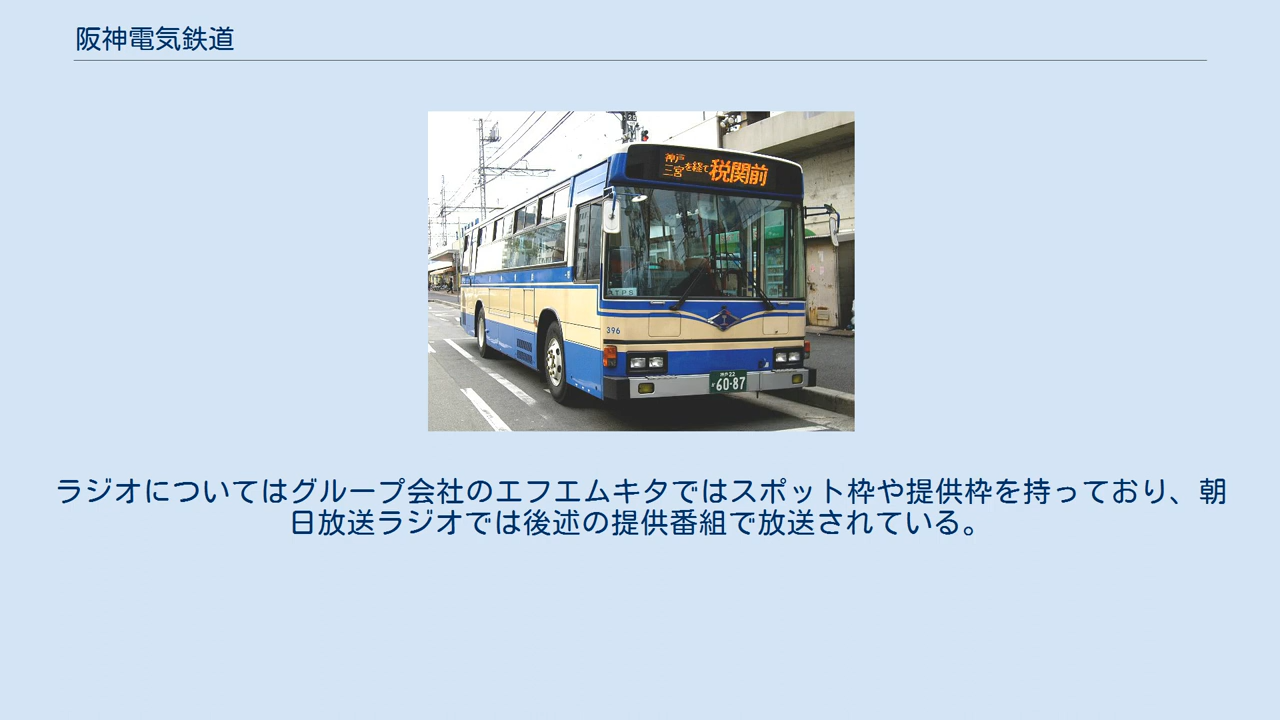 阪神電気鉄道
神戸
三宮を経て税関前
ATPS
396
神戸22
60-87
ラジオについてはグループ会社のエフエムキタではスポット枠や提供枠を持っており、朝
日放送ラジオでは後述の提供番組で放送されている。